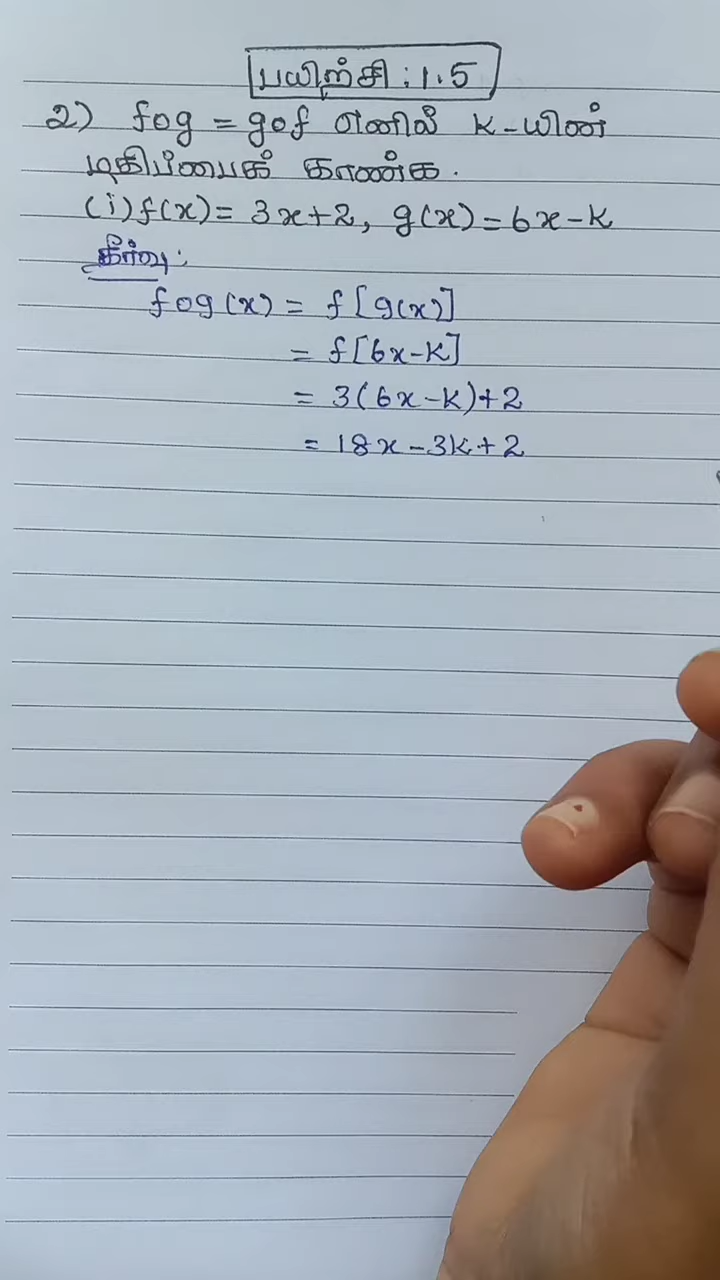 பயிற்சி : 1.5
2) fog = gof எனில் k-யின்
மதிப்பைக் காண்க.
(i) f(x) = 3x+2, g(x) = 6x-k
தீர்வு:
fog(x) = f[g(x)]
= f[6x-k]
= 3(6x-k)+2
= 18x-3k+2